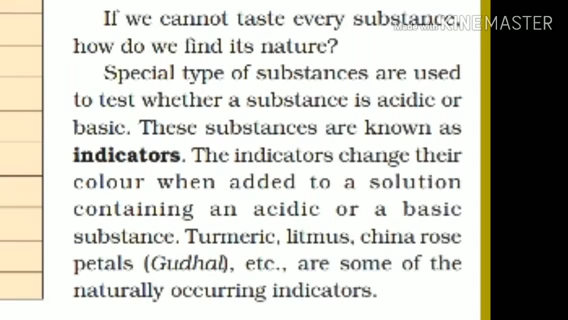 If we cannot taste every substance,
KINEMASTER
how do we find its nature?
Special type of substances are used
to test whether a substance is acidic or
basic. These substances are known as
indicators. The indicators change their
colour when added to a solution
containing an acidic or a basic
substance. Turmeric, litmus, china rose
petals (Gudhal), etc., are some of the
naturally occurring indicators.